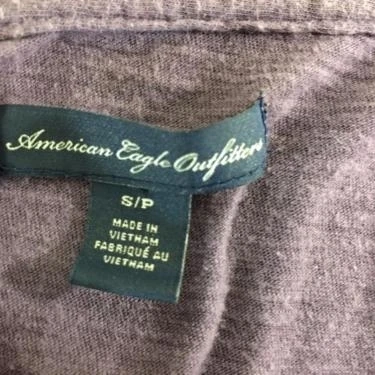 American Eagle Outfitters
S/P
MADE IN
VIETNAM
FABRIQUÉ AU
VIETNAM